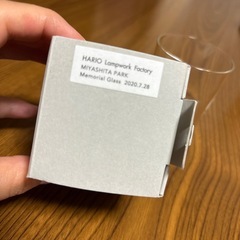 HARIO Lampwork Factory
MIYASHITA PARK
Memorial Glass 2020.7.28